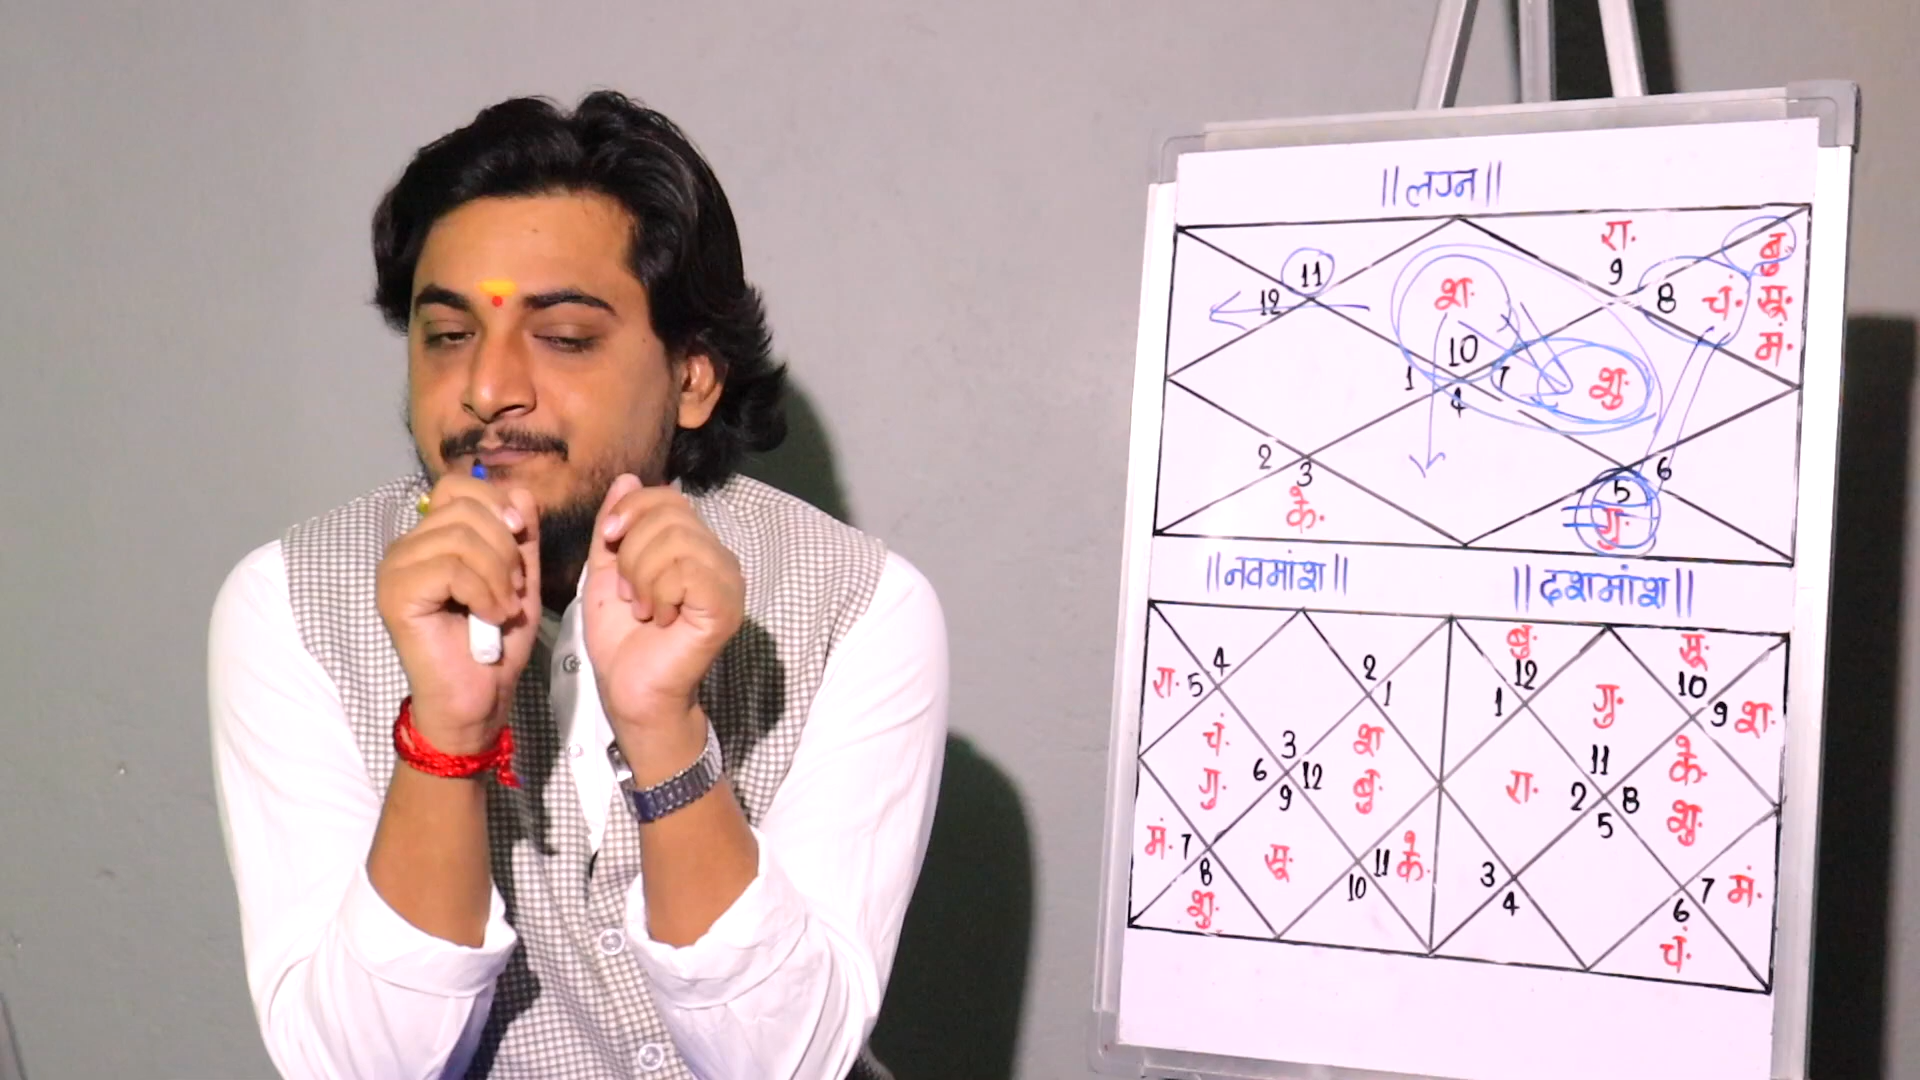 ||लग्न||
रा.
9
बु.
11
12
श.
8 चं. सू.
मं.
10
1 7 शु.
4
2 6
3 5
के. गु.
||नवमांश|| ||दशमांश||
4 2
रा. 5 1
चं. 3 श
गु. 6 12 बु.
9
मं. 7 सू. 11 के.
8 10
शु.
बु. सू.
12 10
1 गु. 9 श.
11 के.
रा. 2 8 शु.
5
3 7 मं.
4 6
चं.